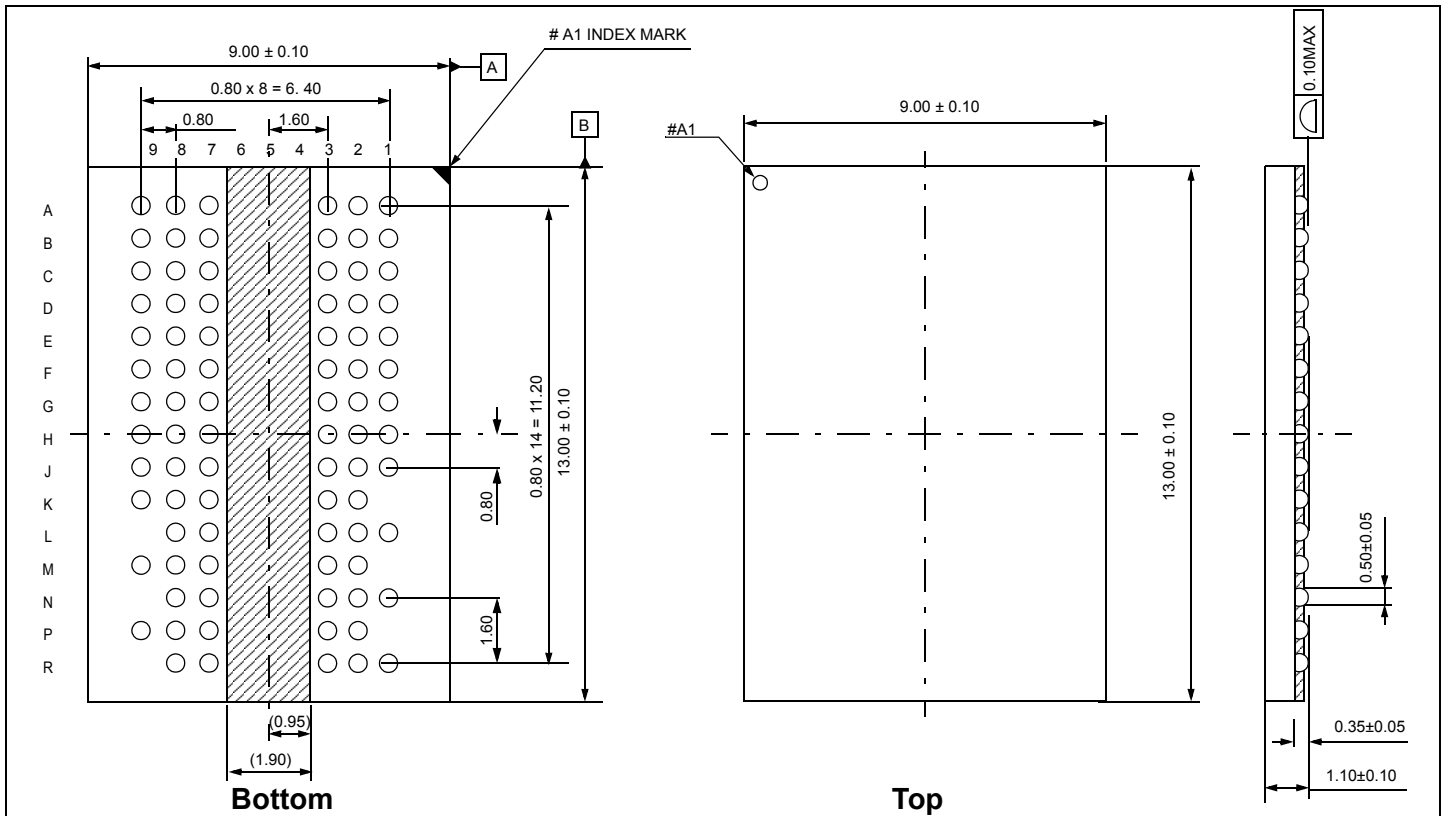 # A1 INDEX MARK
9.00 ± 0.10
A
0.80 x 8 = 6. 40
0.80
1.60
B
9 8 7 6 5 4 3 2 1
A
B
C
D
E
F
G
H
J
K
L
M
N
P
R
0.80 x 14 = 11.20
13.00 ± 0.10
0.80
1.60
(0.95)
(1.90)
Bottom
9.00 ± 0.10
#A1
13.00 ± 0.10
Top
0.10MAX
0.50±0.05
0.35±0.05
1.10±0.10